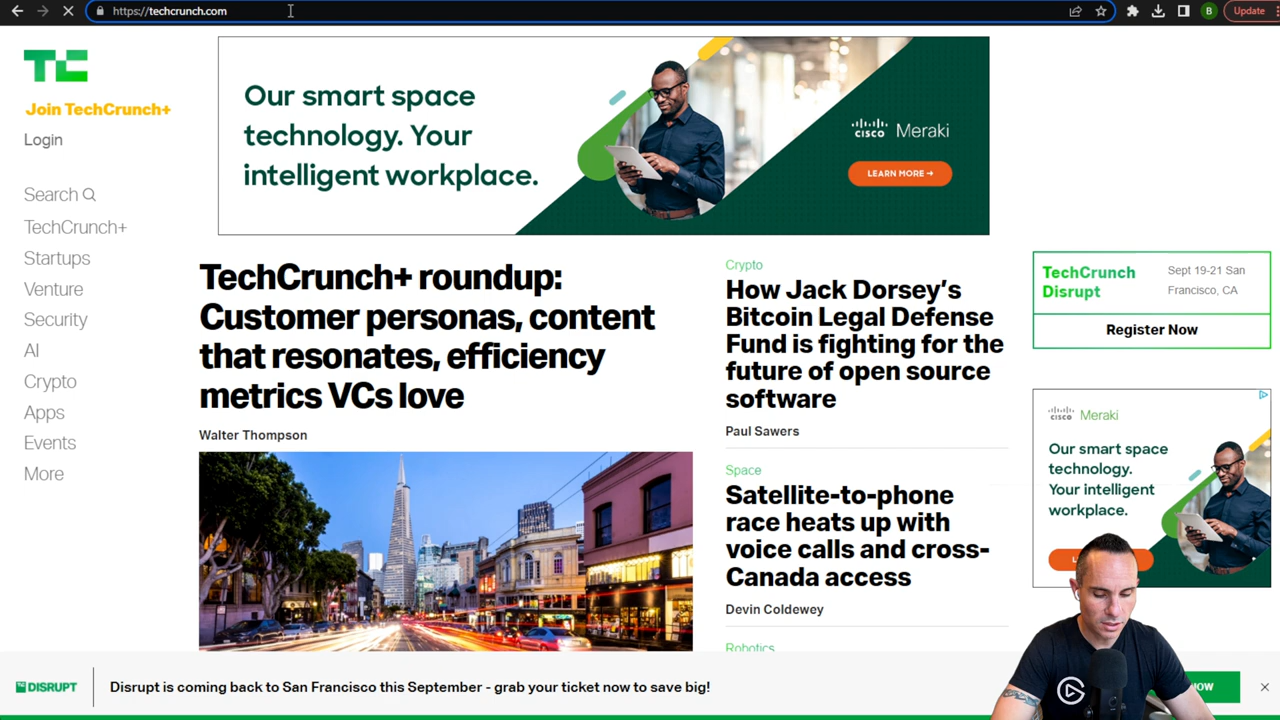 https://techcrunch.com
B
Update
TC
Join TechCrunch+
Login
Search
TechCrunch+
Startups
Venture
Security
AI
Crypto
Apps
Events
More
Our smart space
technology. Your
intelligent workplace.
CISCO Meraki
LEARN MORE →
TechCrunch+ roundup:
Customer personas, content
that resonates, efficiency
metrics VCs love
Walter Thompson
Crypto
How Jack Dorsey's
Bitcoin Legal Defense
Fund is fighting for the
future of open source
software
Paul Sawers
Space
Satellite-to-phone
race heats up with
voice calls and cross-
Canada access
Devin Coldewey
Robotics
TechCrunch
Disrupt
Sept 19-21 San
Francisco, CA
Register Now
CISCO Meraki
Our smart space
technology.
Your intelligent
workplace.
TC DISRUPT
Disrupt is coming back to San Francisco this September - grab your ticket now to save big!
NOW